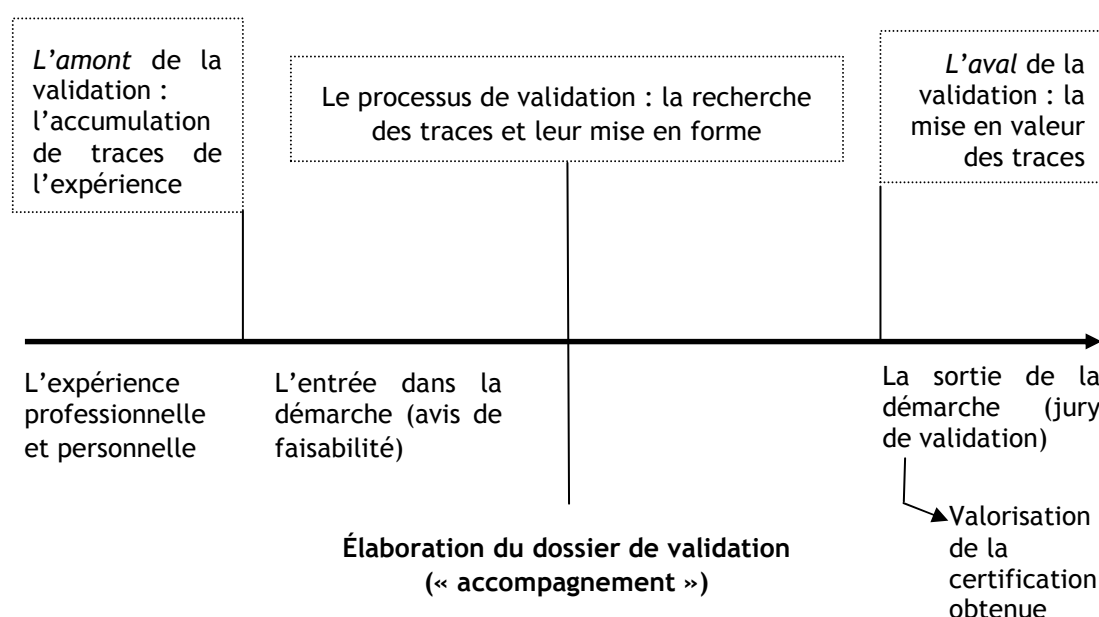 L’amont de la
validation :
l’accumulation
de traces de
l’expérience
Le processus de validation : la recherche
des traces et leur mise en forme
L’aval de la
validation : la
mise en valeur
des traces
L’expérience
professionnelle
et personnelle
L’entrée dans la
démarche (avis de
faisabilité)
La sortie de la
démarche (jury
de validation)
Élaboration du dossier de validation
(« accompagnement »)
Valorisation
de la
certification
obtenue